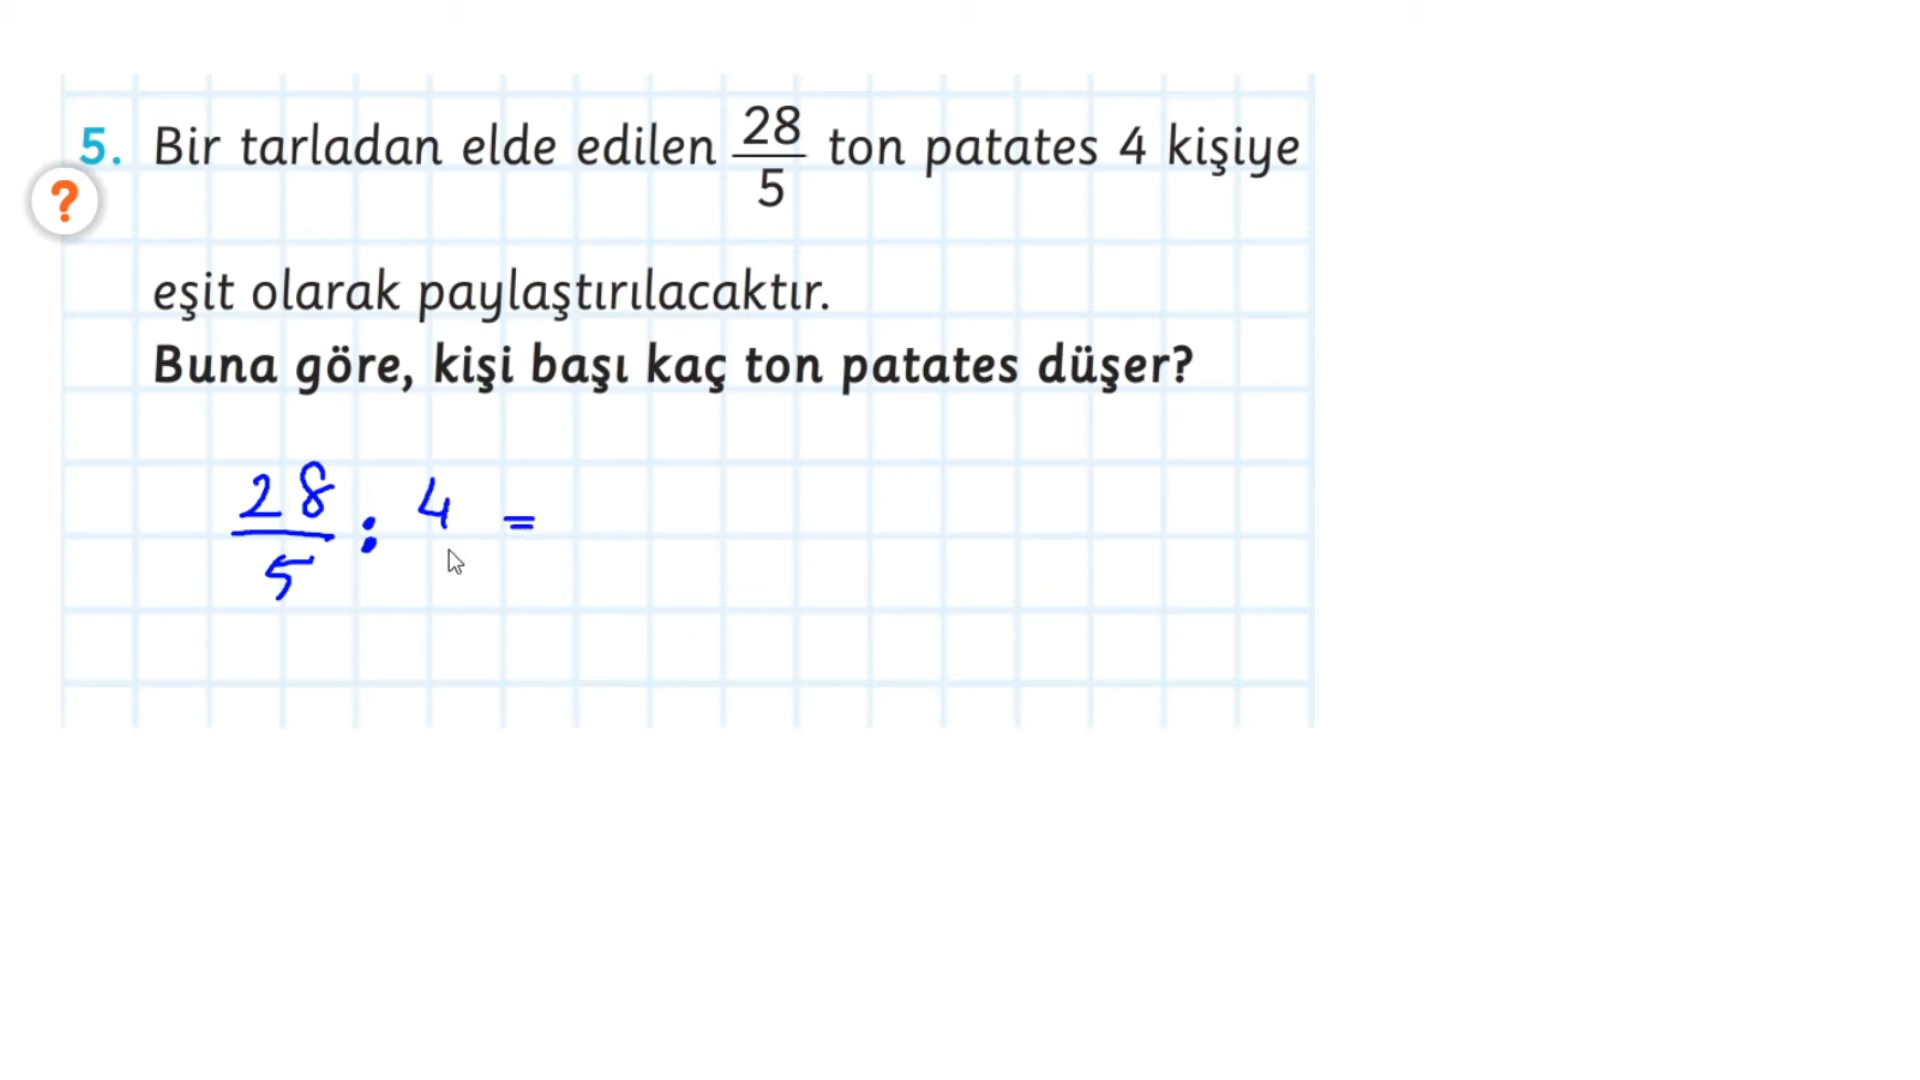 5. Bir tarladan elde edilen 28/5 ton patates 4 kişiye
?
eşit olarak paylaştırılacaktır.
Buna göre, kişi başı kaç ton patates düşer?
28/5 : 4 =